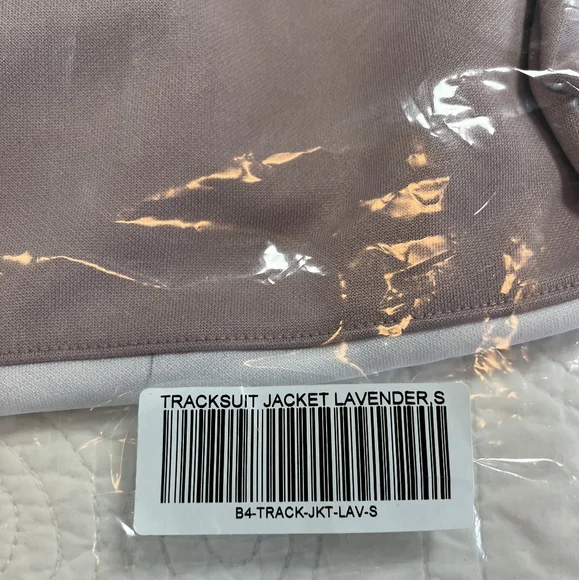 TRACKSUIT JACKET LAVENDER,S
B4-TRACK-JKT-LAV-S